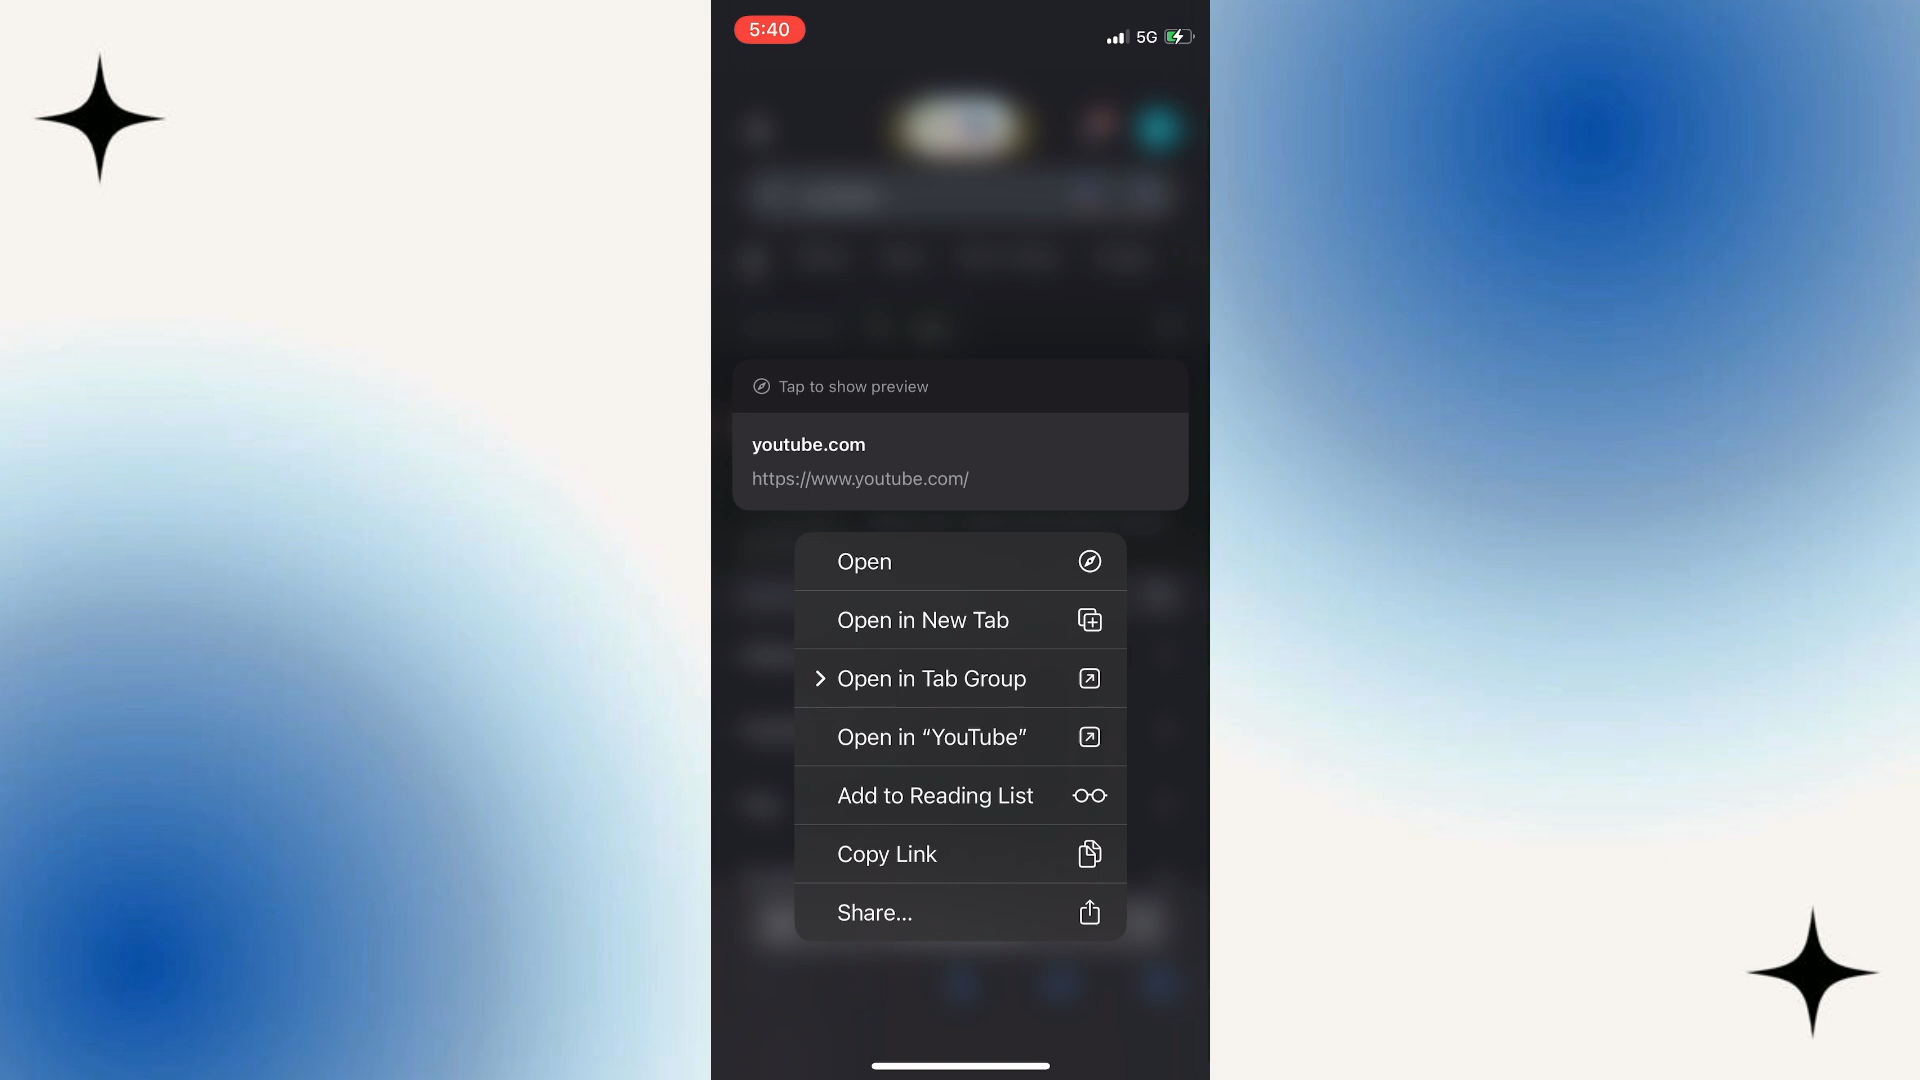 5:40
5G
Tap to show preview
youtube.com
https://www.youtube.com/
Open
Open in New Tab
Open in Tab Group
Open in “YouTube”
Add to Reading List
Copy Link
Share...